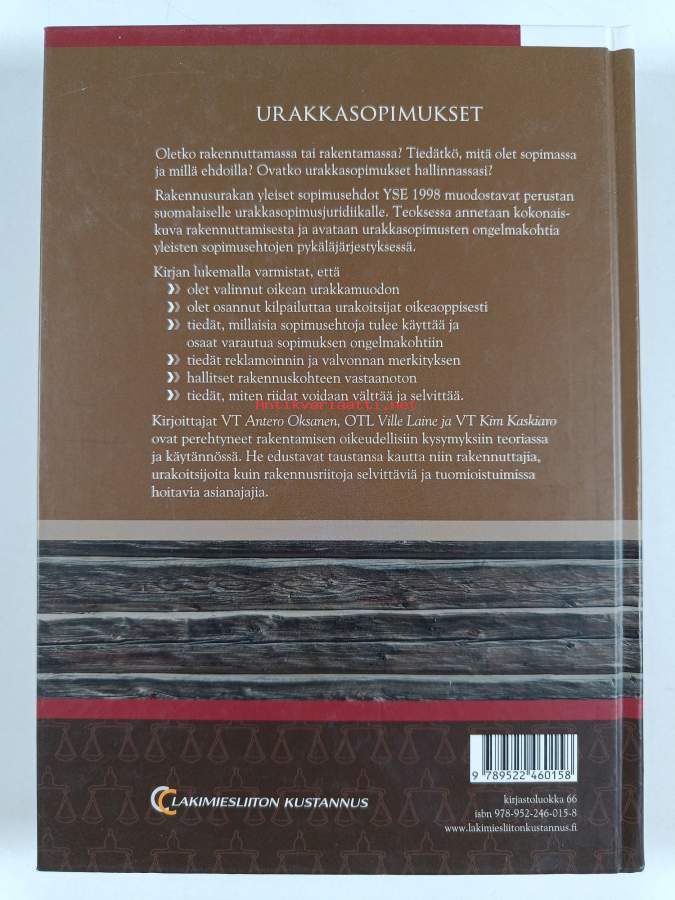 URAKKASOPIMUKSET
Oletko rakennuttamassa tai rakentamassa? Tiedätkö, mitä olet sopimassa
ja millä ehdoilla? Ovatko urakkasopimukset hallinnassasi?
Rakennusurakan yleiset sopimusehdot YSE 1998 muodostavat perustan
suomalaiselle urakkasopimusjuridiikalle. Teoksessa annetaan kokonais-
kuva rakennuttamisesta ja avataan urakkasopimusten ongelmakohtia
yleisten sopimusehtojen pykäläjärjestyksessä.
Kirjan lukemalla varmistat, että
olet valinnut oikean urakkamuodon
olet osannut kilpailuttaa urakoitsijat oikeaoppisesti
tiedät, millaisia sopimusehtoja tulee käyttää ja
osaat varautua sopimuksen ongelmakohtiin
tiedät reklamoinnin ja valvonnan merkityksen
hallitset rakennuskohteen vastaanoton
tiedät, miten riidat voidaan välttää ja selvittää.
Antikvariaatti.net
Kirjoittajat VT Antero Oksanen, OTL Ville Laine ja VT Kim Kaskiaro
ovat perehtyneet rakentamisen oikeudellisiin kysymyksiin teoriassa
ja käytännössä. He edustavat taustansa kautta niin rakennuttajia,
urakoitsijoita kuin rakennusriitoja selvittäviä ja tuomioistuimissa
hoitavia asianajajia.
9 789522 460158
LAKIMIESLIITON KUSTANNUS
kirjastoluokka 66
isbn 978-952-246-015-8
www.lakimiesliitonkustannus.fi